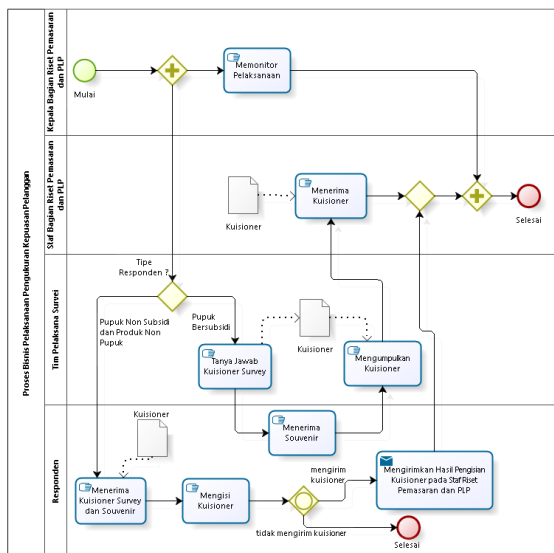 Proses Bisnis Pelaksanaan Pengukuran Kepuasan Pelanggan
Kepala Bagian Riset Pemasaran
dan PLP
Mulai
Memonitor
Pelaksanaan
Staf Bagian Riset Pemasaran
dan PLP
Kuisioner
Menerima
Kuisioner
Selesai
Tim Pelaksana Survei
Tipe
Responden ?
Pupuk Non Subsidi
dan Produk Non
Pupuk
Pupuk
Bersubsidi
Tanya Jawab
Kuisioner Survey
Kuisioner
Mengumpulkan
Kuisioner
Responden
Kuisioner
Menerima
Kuisioner Survey
dan Souvenir
Mengisi
Kuisioner
Menerima
Souvenir
mengirim
kuisioner
tidak mengirim kuisioner
Mengirimkan Hasil Pengisian
Kuisioner pada Staf Riset
Pemasaran dan PLP
Selesai